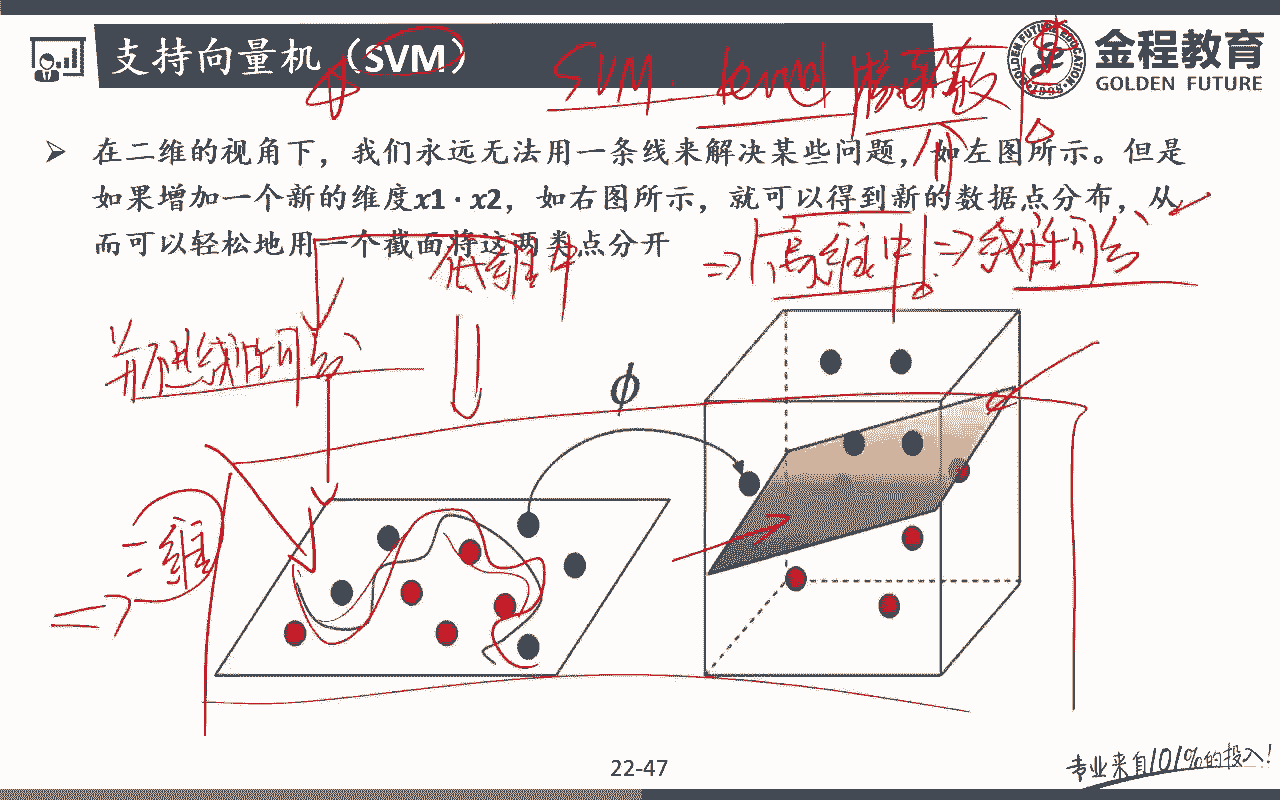 支持向量机（SVM）
SVM
核函数
金程教育
GOLDEN FUTURE
GOLDEN FUTURE EDUCATION
➢ 在二维的视角下，我们永远无法用一条线来解决某些问题，如左图所示。但是
如果增加一个新的维度x1 · x2，如右图所示，就可以得到新的数据点分布，从
而可以轻松地用一个截面将这两类点分开
低维中
⇒高维中⇒线性可分
线性可分
ϕ
二维
22-47
专业来自101%的投入！